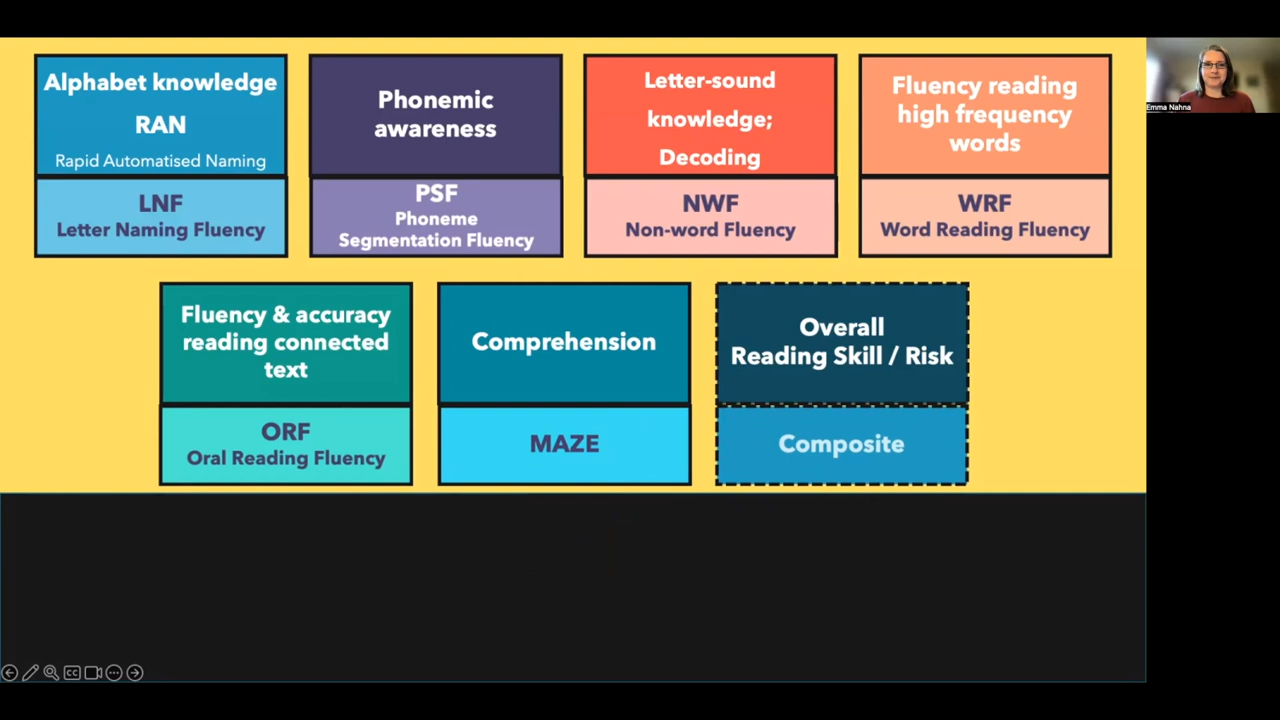 Alphabet knowledge
RAN
Rapid Automatised Naming
LNF
Letter Naming Fluency
Phonemic
awareness
PSF
Phoneme
Segmentation Fluency
Letter-sound
knowledge;
Decoding
NWF
Non-word Fluency
Fluency reading
high frequency
words
WRF
Word Reading Fluency
Fluency & accuracy
reading connected
text
ORF
Oral Reading Fluency
Comprehension
MAZE
Overall
Reading Skill / Risk
Composite
Emma Nahna
CC